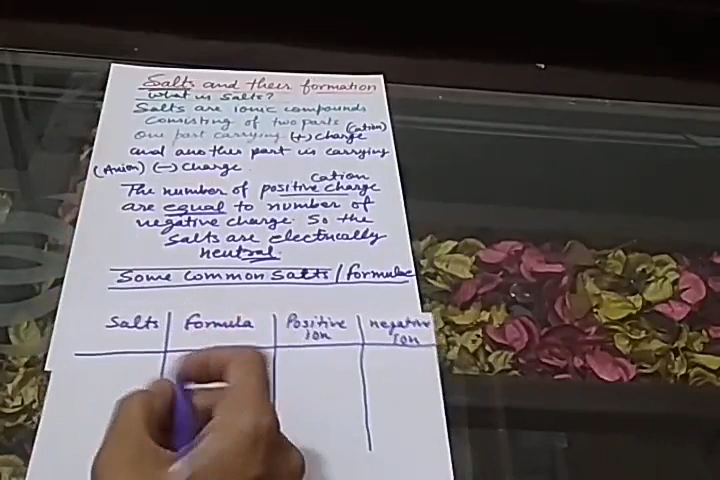 Salts and their formation
what is salts?
Salts are ionic compounds
consisting of two parts
One part carrying (+) charge (Cation)
and another part is carrying
(Anion) (-) charge
cation
The number of positive charge
are equal to number of
negative charge. So the
salts are electrically
neutral.
Some common salts / formulae
Salts formula Positive ion negative ion